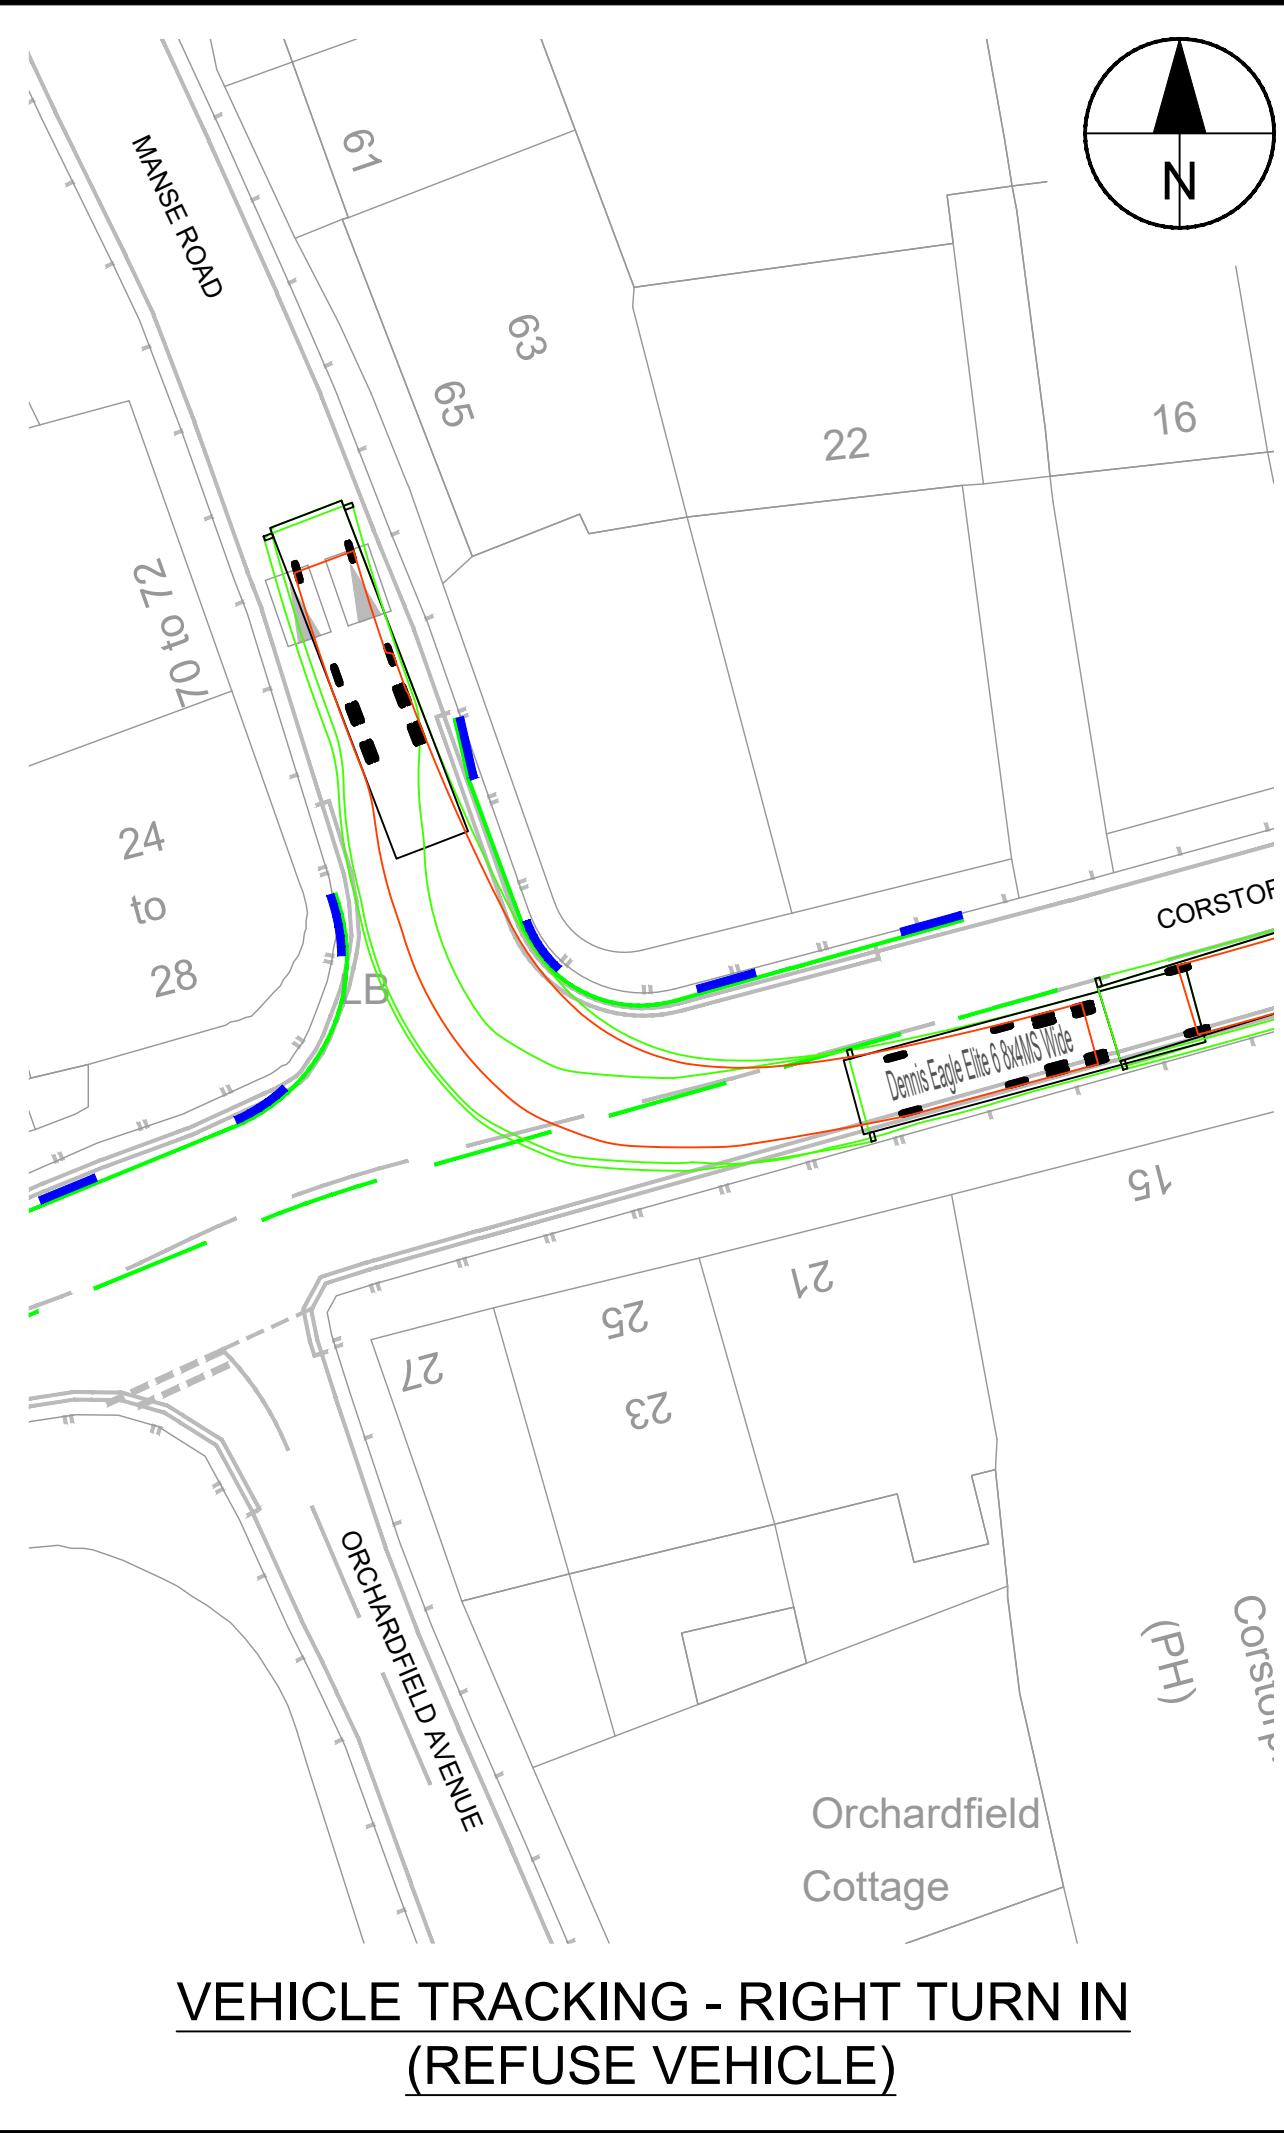 N
MANSE ROAD
61
63
65
22
16
70 to 72
24
to
28
LB
CORSTOR
Dennis Eagle Elite 6 8x4MS Wide
15
21
25
27
23
ORCHARDFIELD AVENUE
(PH)
Corstorp
Orchardfield
Cottage
VEHICLE TRACKING - RIGHT TURN IN
(REFUSE VEHICLE)